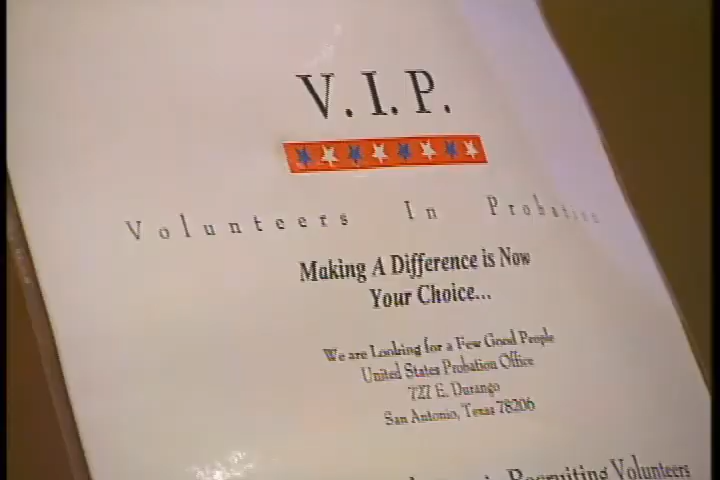 V.I.P.
Volunteers In Probation
Making A Difference is Now
Your Choice...
We are Looking for a Few Good People
United States Probation Office
727 E. Durango
San Antonio, Texas 78206
in Recruiting Volunteers